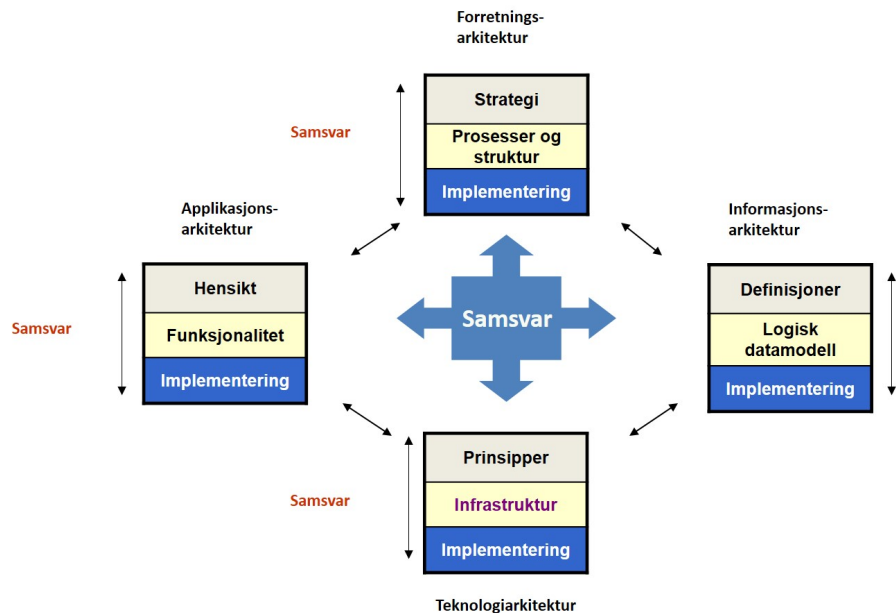 Forretnings-
arkitektur
Strategi
Samsvar
Prosesser og
struktur
Implementering
Applikasjons-
arkitektur
Informasjons-
arkitektur
Hensikt
Samsvar
Funksjonalitet
Implementering
Samsvar
Definisjoner
Logisk
datamodell
Implementering
Prinsipper
Samsvar
Infrastruktur
Implementering
Teknologiarkitektur